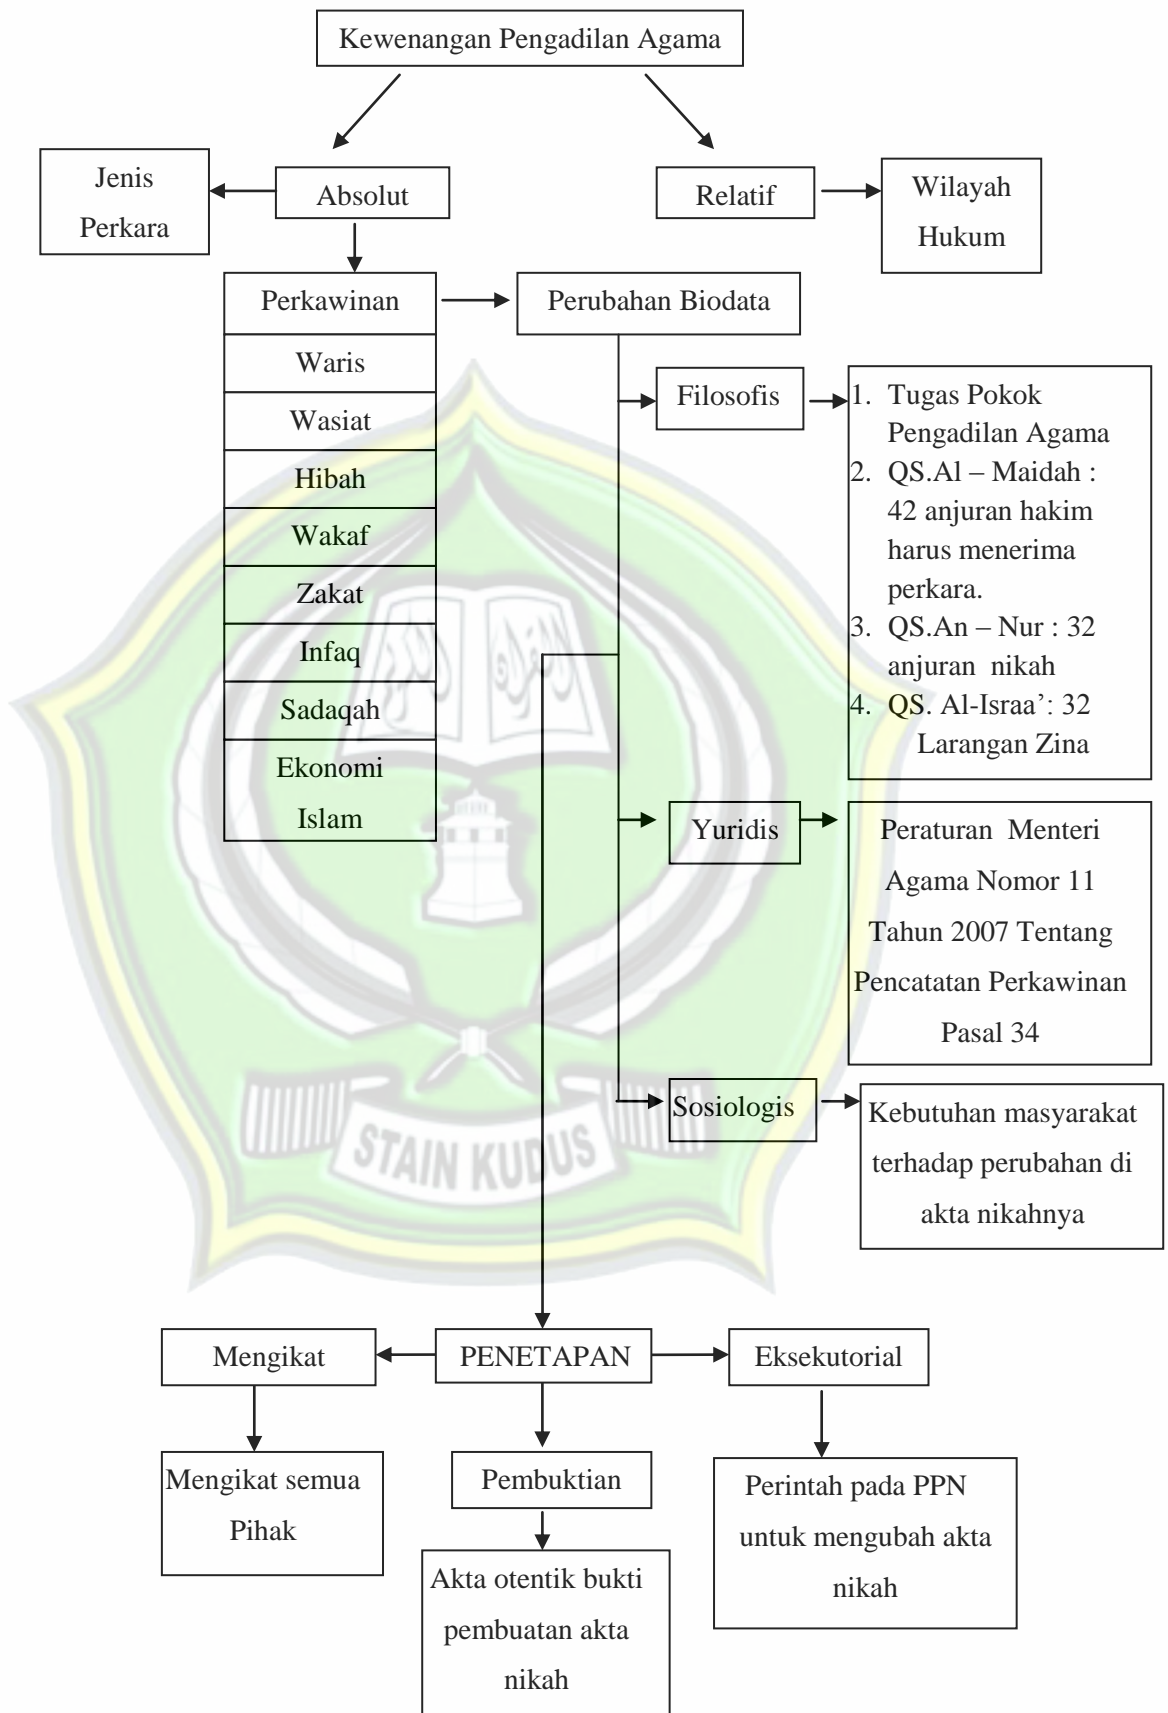 Kewenangan Pengadilan Agama
Jenis
Perkara
Absolut
Relatif
Wilayah
Hukum
Perkawinan
Perubahan Biodata
Waris
Wasiat
Hibah
Wakaf
Zakat
Infaq
Sadaqah
Ekonomi
Islam
Filosofis
1. Tugas Pokok
Pengadilan Agama
2. QS.Al – Maidah :
42 anjuran hakim
harus menerima
perkara.
3. QS.An – Nur : 32
anjuran nikah
4. QS. Al-Israa’: 32
Larangan Zina
Yuridis
Peraturan Menteri
Agama Nomor 11
Tahun 2007 Tentang
Pencatatan Perkawinan
Pasal 34
Sosiologis
Kebutuhan masyarakat
terhadap perubahan di
akta nikahnya
STAIN KUDUS
Mengikat
PENETAPAN
Eksekutorial
Mengikat semua
Pihak
Pembuktian
Perintah pada PPN
untuk mengubah akta
nikah
Akta otentik bukti
pembuatan akta
nikah